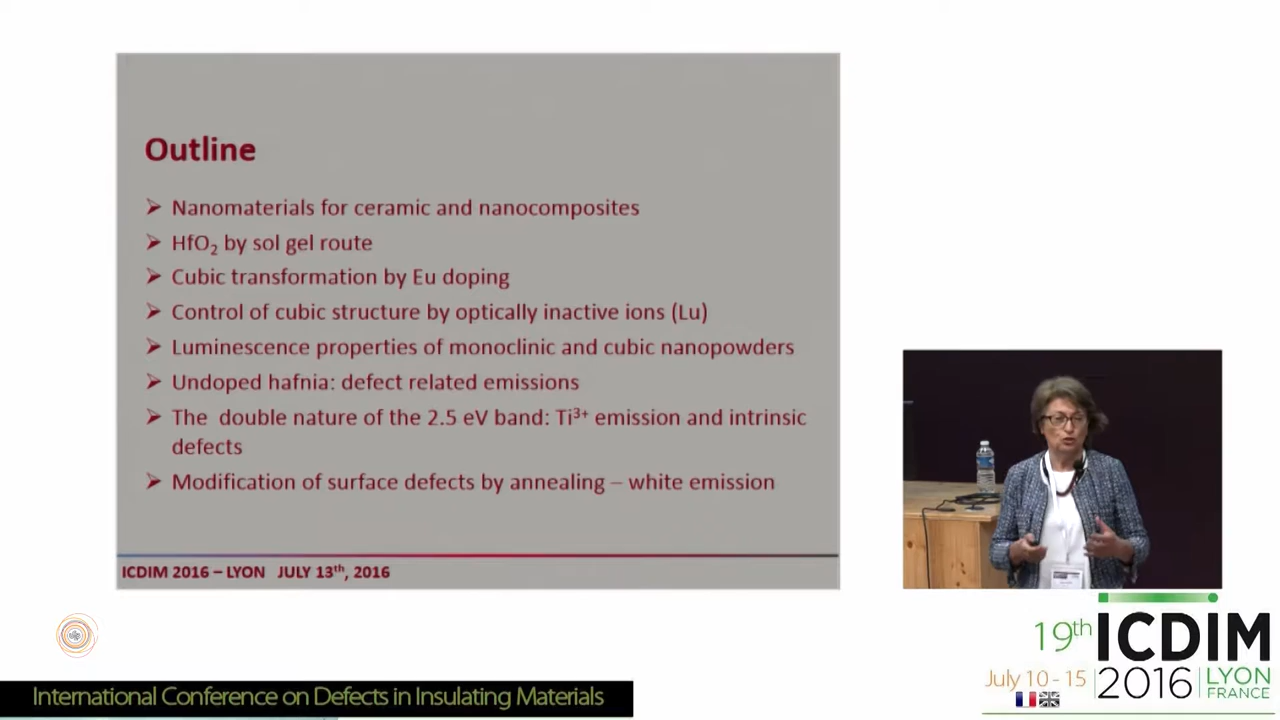 Outline
➢ Nanomaterials for ceramic and nanocomposites
➢ HfO₂ by sol gel route
➢ Cubic transformation by Eu doping
➢ Control of cubic structure by optically inactive ions (Lu)
➢ Luminescence properties of monoclinic and cubic nanopowders
➢ Undoped hafnia: defect related emissions
➢ The double nature of the 2.5 eV band: Ti³⁺ emission and intrinsic
defects
➢ Modification of surface defects by annealing – white emission
ICDIM 2016 – LYON JULY 13th, 2016
19th ICDIM
July 10 - 15 2016 LYON
FRANCE
International Conference on Defects in Insulating Materials